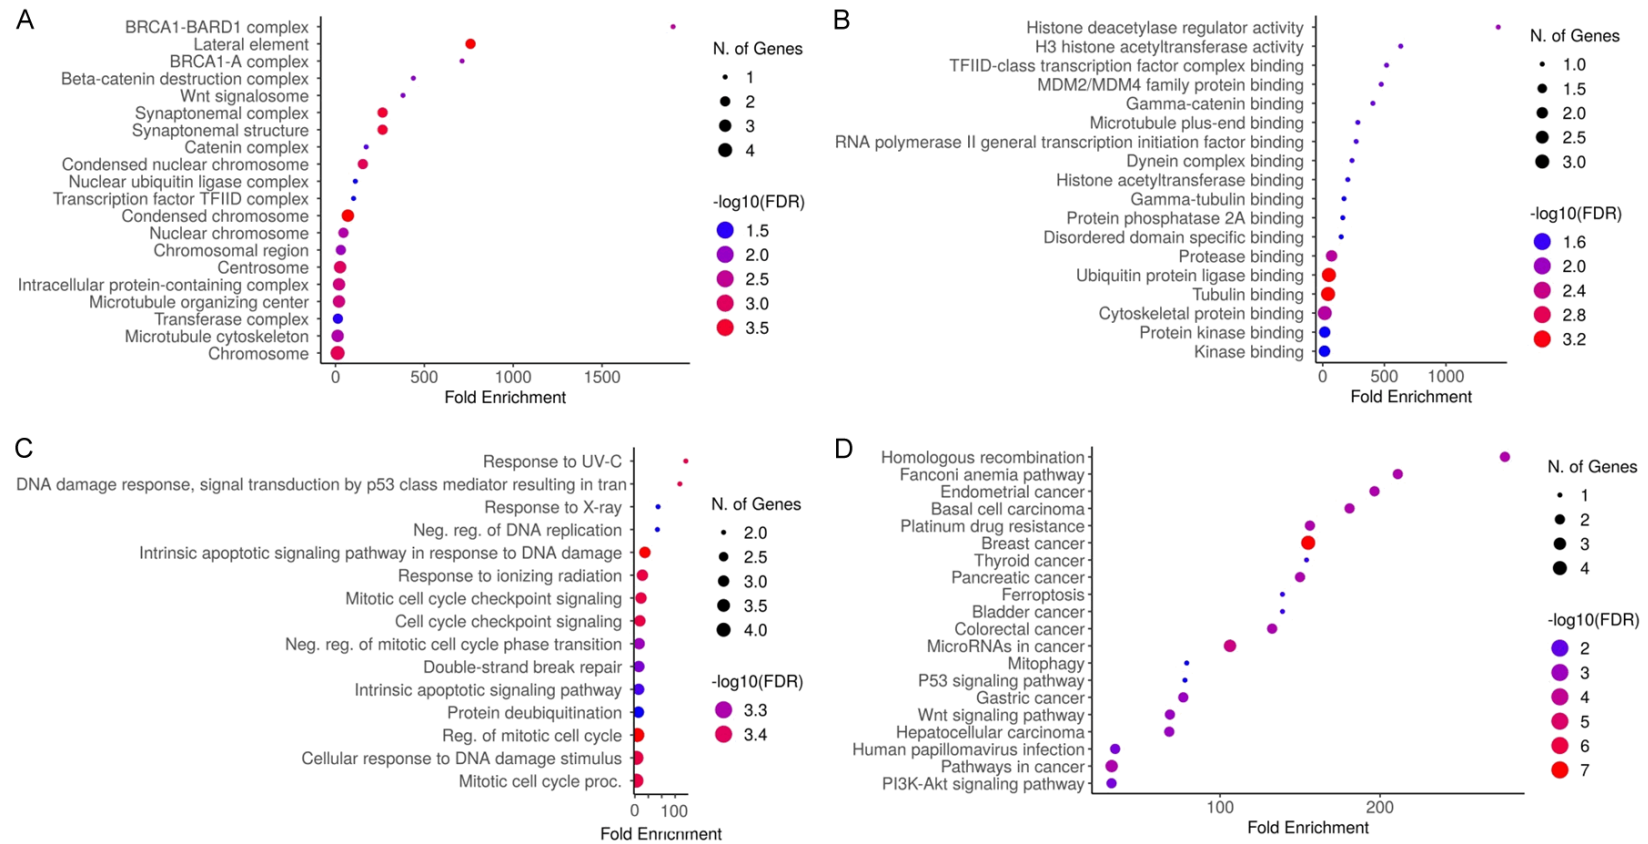 A
BRCA1-BARD1 complex
Lateral element
BRCA1-A complex
Beta-catenin destruction complex
Wnt signalosome
Synaptonemal complex
Synaptonemal structure
Catenin complex
Condensed nuclear chromosome
Nuclear ubiquitin ligase complex
Transcription factor TFIID complex
Condensed chromosome
Nuclear chromosome
Chromosomal region
Centrosome
Intracellular protein-containing complex
Microtubule organizing center
Transferase complex
Microtubule cytoskeleton
Chromosome
0 500 1000 1500
Fold Enrichment
N. of Genes
1
2
3
4
-log10(FDR)
1.5
2.0
2.5
3.0
3.5
B
Histone deacetylase regulator activity
H3 histone acetyltransferase activity
TFIID-class transcription factor complex binding
MDM2/MDM4 family protein binding
Gamma-catenin binding
Microtubule plus-end binding
RNA polymerase II general transcription initiation factor binding
Dynein complex binding
Histone acetyltransferase binding
Gamma-tubulin binding
Protein phosphatase 2A binding
Disordered domain specific binding
Protease binding
Ubiquitin protein ligase binding
Tubulin binding
Cytoskeletal protein binding
Protein kinase binding
Kinase binding
0 500 1000
Fold Enrichment
N. of Genes
1.0
1.5
2.0
2.5
3.0
-log10(FDR)
1.6
2.0
2.4
2.8
3.2
C
Response to UV-C
DNA damage response, signal transduction by p53 class mediator resulting in tran
Response to X-ray
Neg. reg. of DNA replication
Intrinsic apoptotic signaling pathway in response to DNA damage
Response to ionizing radiation
Mitotic cell cycle checkpoint signaling
Cell cycle checkpoint signaling
Neg. reg. of mitotic cell cycle phase transition
Double-strand break repair
Intrinsic apoptotic signaling pathway
Protein deubiquitination
Reg. of mitotic cell cycle
Cellular response to DNA damage stimulus
Mitotic cell cycle proc.
0 100
Fold Enrichment
N. of Genes
2.0
2.5
3.0
3.5
4.0
-log10(FDR)
3.3
3.4
D
Homologous recombination
Fanconi anemia pathway
Endometrial cancer
Basal cell carcinoma
Platinum drug resistance
Breast cancer
Thyroid cancer
Pancreatic cancer
Ferroptosis
Bladder cancer
Colorectal cancer
MicroRNAs in cancer
Mitophagy
P53 signaling pathway
Gastric cancer
Wnt signaling pathway
Hepatocellular carcinoma
Human papillomavirus infection
Pathways in cancer
PI3K-Akt signaling pathway
100 200
Fold Enrichment
N. of Genes
1
2
3
4
-log10(FDR)
2
3
4
5
6
7